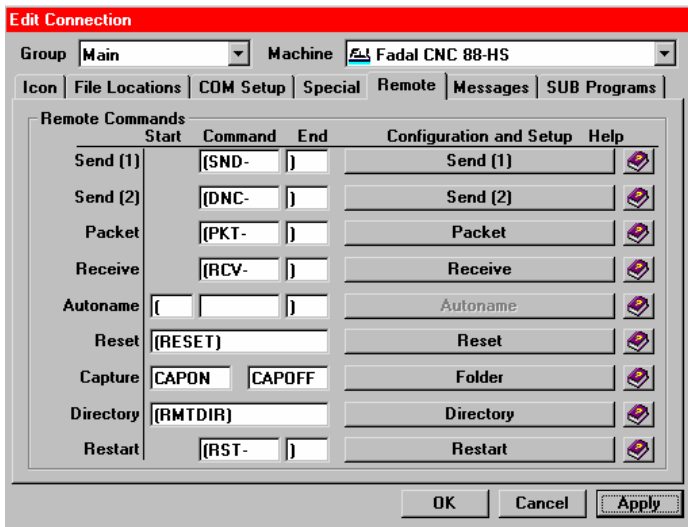 Edit Connection
Group Main Machine Fadal CNC 88-HS
Icon File Locations COM Setup Special Remote Messages SUB Programs
Remote Commands
Start Command End Configuration and Setup Help
Send (1) (SND- ) Send (1)
Send (2) (DNC- ) Send (2)
Packet (PKT- ) Packet
Receive (RCV- ) Receive
Autoname ( ) Autoname
Reset (RESET) Reset
Capture CAPON CAPOFF Folder
Directory (RMTDIR) Directory
Restart (RST- ) Restart
OK Cancel Apply